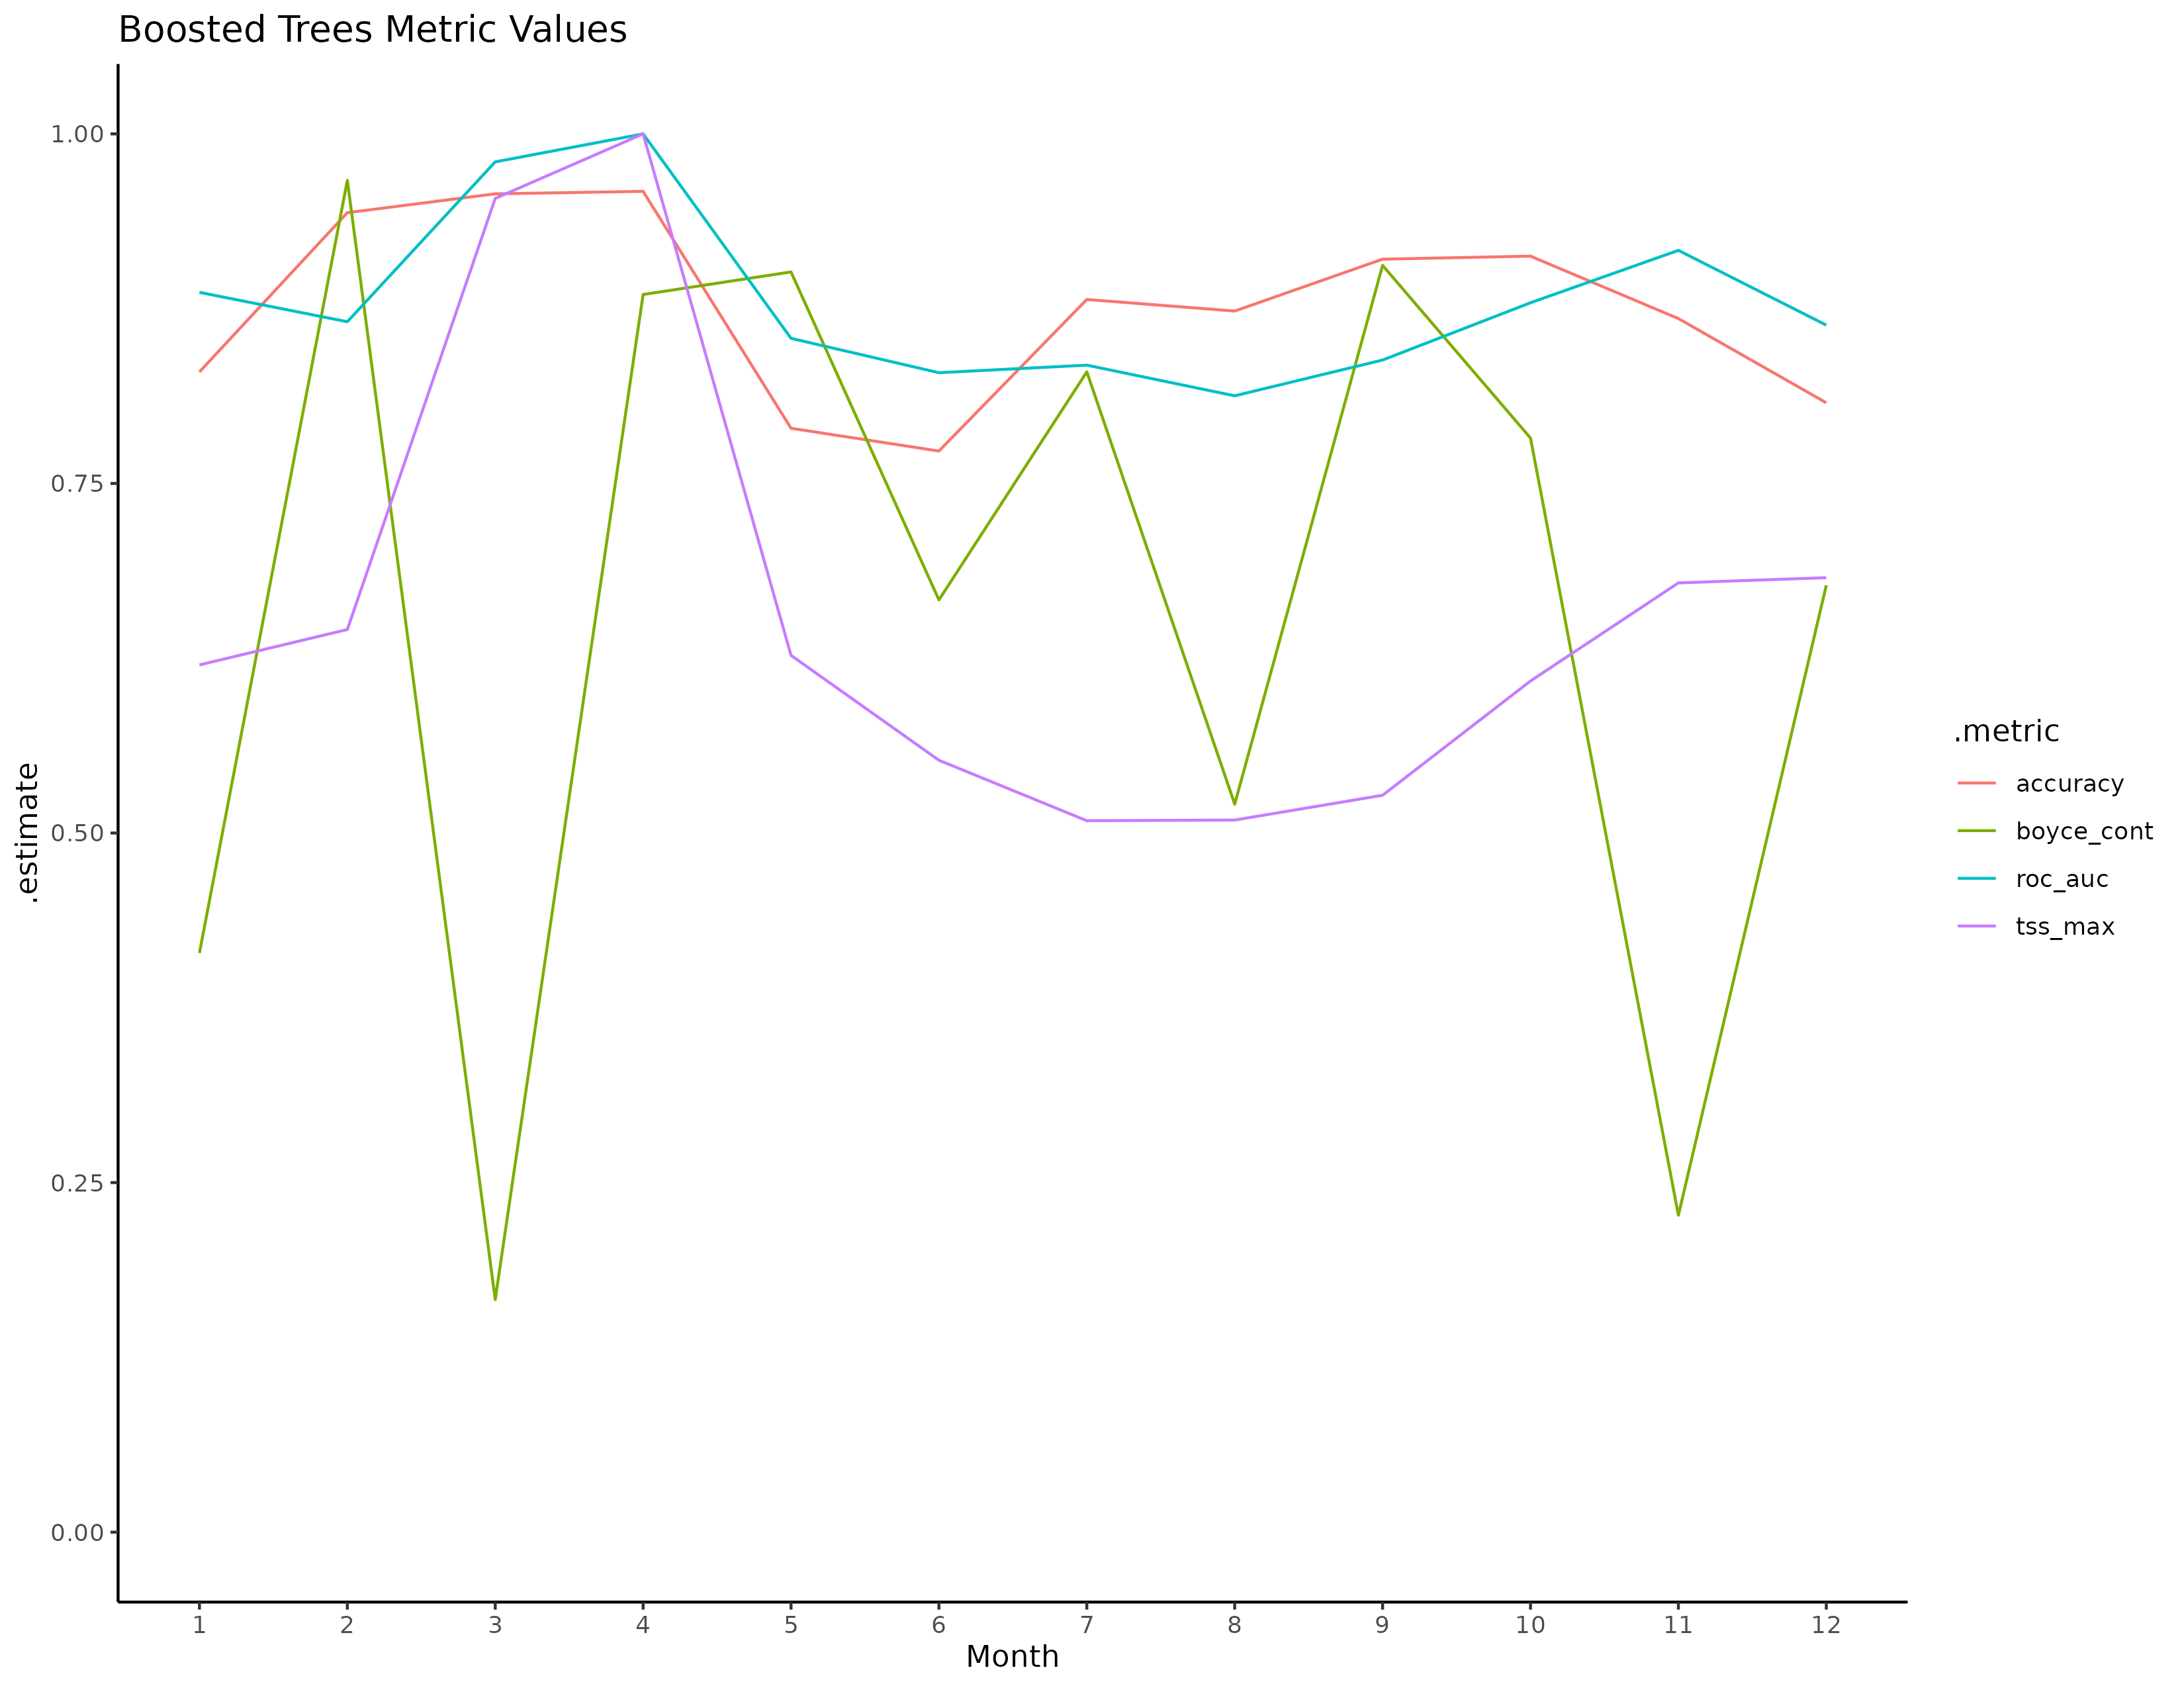 Boosted Trees Metric Values
1.00
0.75
0.50
0.25
0.00
.estimate
1 2 3 4 5 6 7 8 9 10 11 12
Month
.metric
accuracy
boyce_cont
roc_auc
tss_max